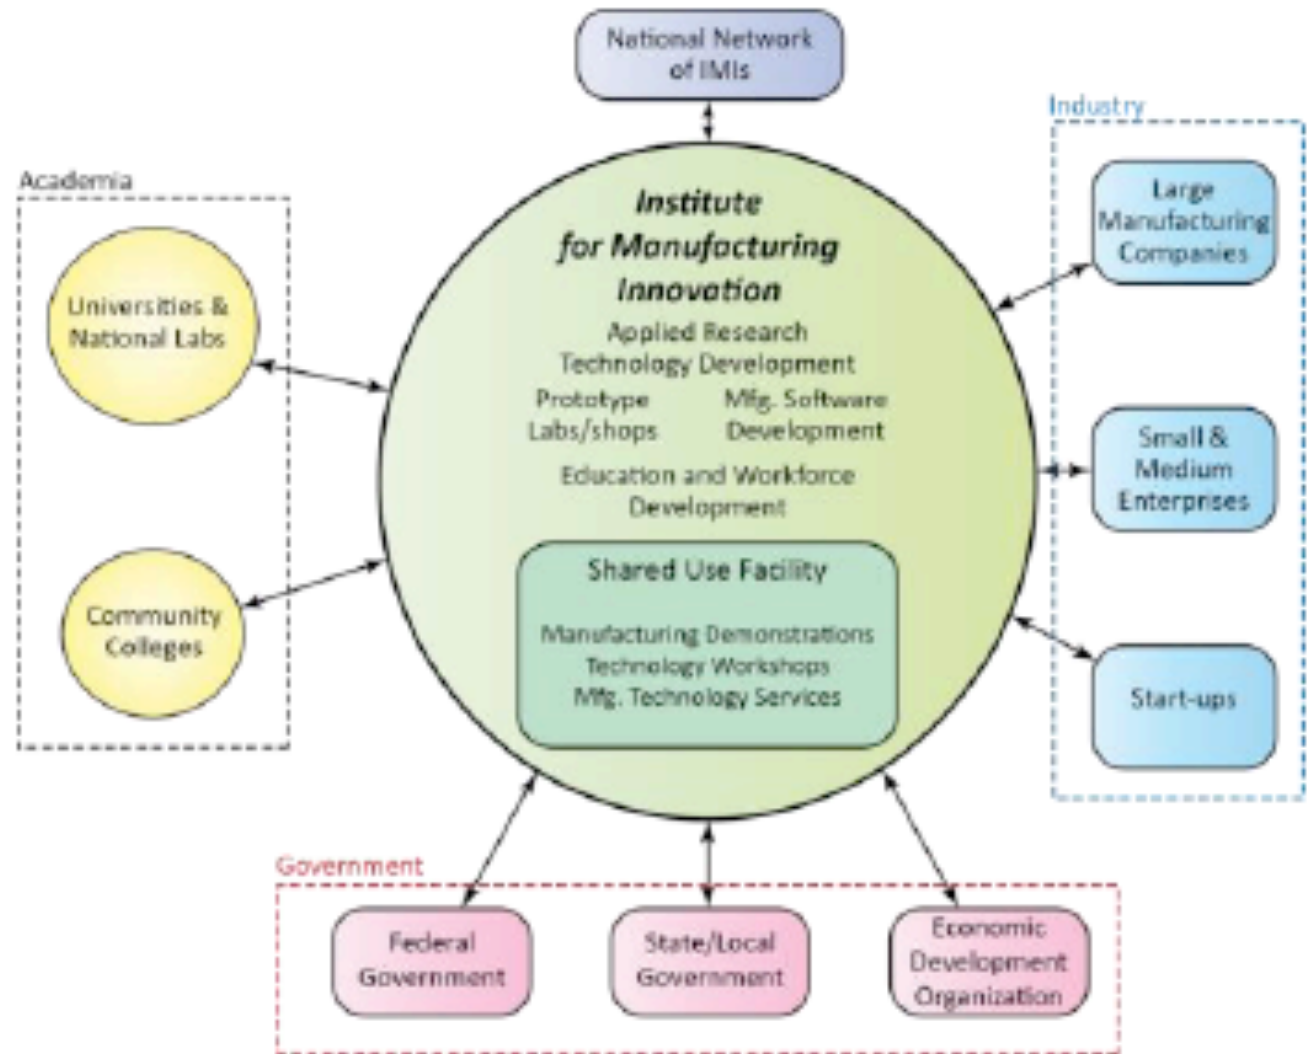 National Network
of IMIs
Industry
Academia
Large
Manufacturing
Companies
Institute
for Manufacturing
Innovation
Universities &
National Labs
Applied Research
Technology Development
Prototype
Labs/shops
Mfg. Software
Development
Small &
Medium
Enterprises
Education and Workforce
Development
Shared Use Facility
Manufacturing Demonstrations
Technology Workshops
Mfg. Technology Services
Community
Colleges
Start-ups
Government
Federal
Government
State/Local
Government
Economic
Development
Organization